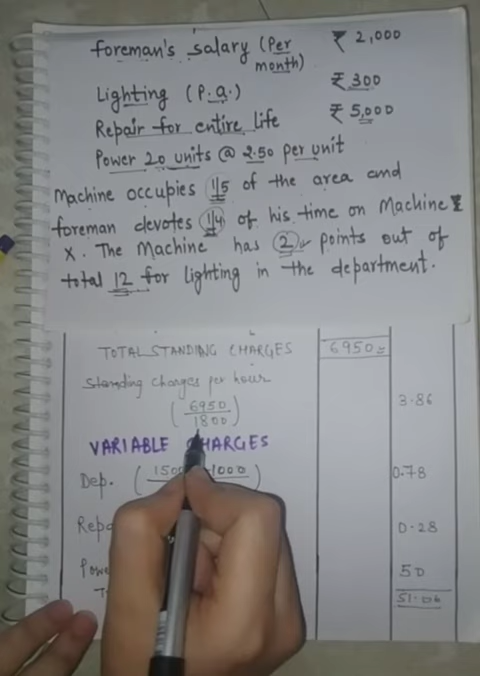 foreman's salary (Per month) ₹ 2,000
Lighting (P.a.) ₹ 300
Repair for entire life ₹ 5,000
Power 20 units @ 2.50 per unit
Machine occupies 1/5 of the area and
foreman devotes 1/4 of his time on Machine
X. The Machine has 2 points out of
total 12 for lighting in the department.
TOTAL STANDING CHARGES 6950
Standing charges per hour 3.86
(6950/1800)
VARIABLE CHARGES
Dep. 1000 0.78
Repa 0.28
Powe 50
T 51.06